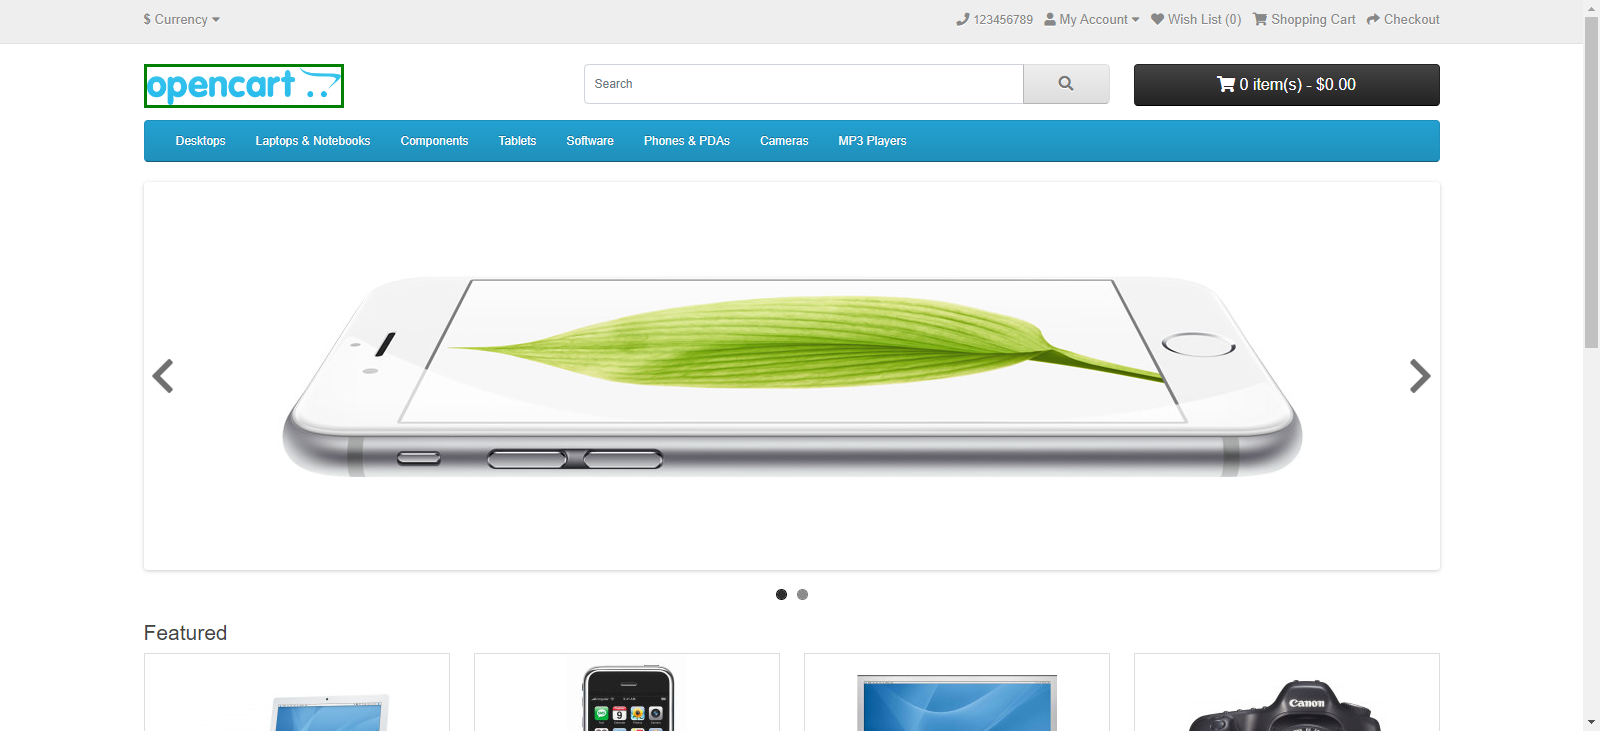 $ Currency
123456789 My Account Wish List (0) Shopping Cart Checkout
opencart
Search
0 item(s) - $0.00
Desktops Laptops & Notebooks Components Tablets Software Phones & PDAs Cameras MP3 Players
Featured
9
Canon